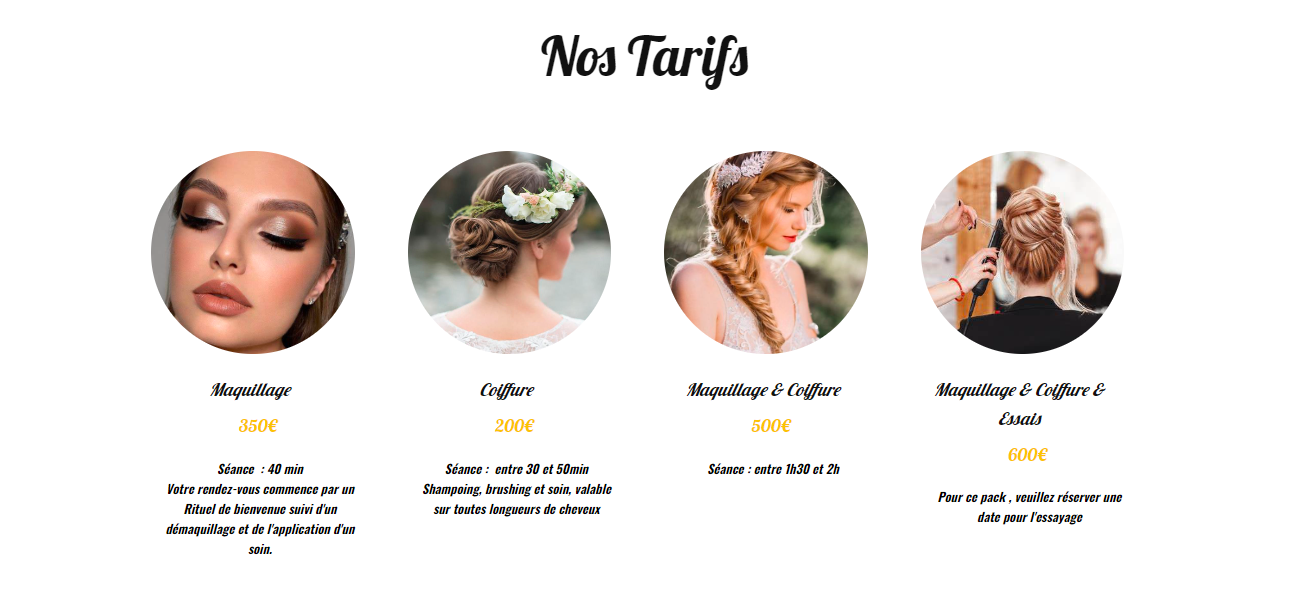 Nos Tarifs
Maquillage
350€
Séance : 40 min
Votre rendez-vous commence par un
Rituel de bienvenue suivi d'un
démaquillage et de l'application d'un
soin.
Coiffure
200€
Séance : entre 30 et 50min
Shampoing, brushing et soin, valable
sur toutes longueurs de cheveux
Maquillage & Coiffure
500€
Séance : entre 1h30 et 2h
Maquillage & Coiffure &
Essais
600€
Pour ce pack , veuillez réserver une
date pour l'essayage